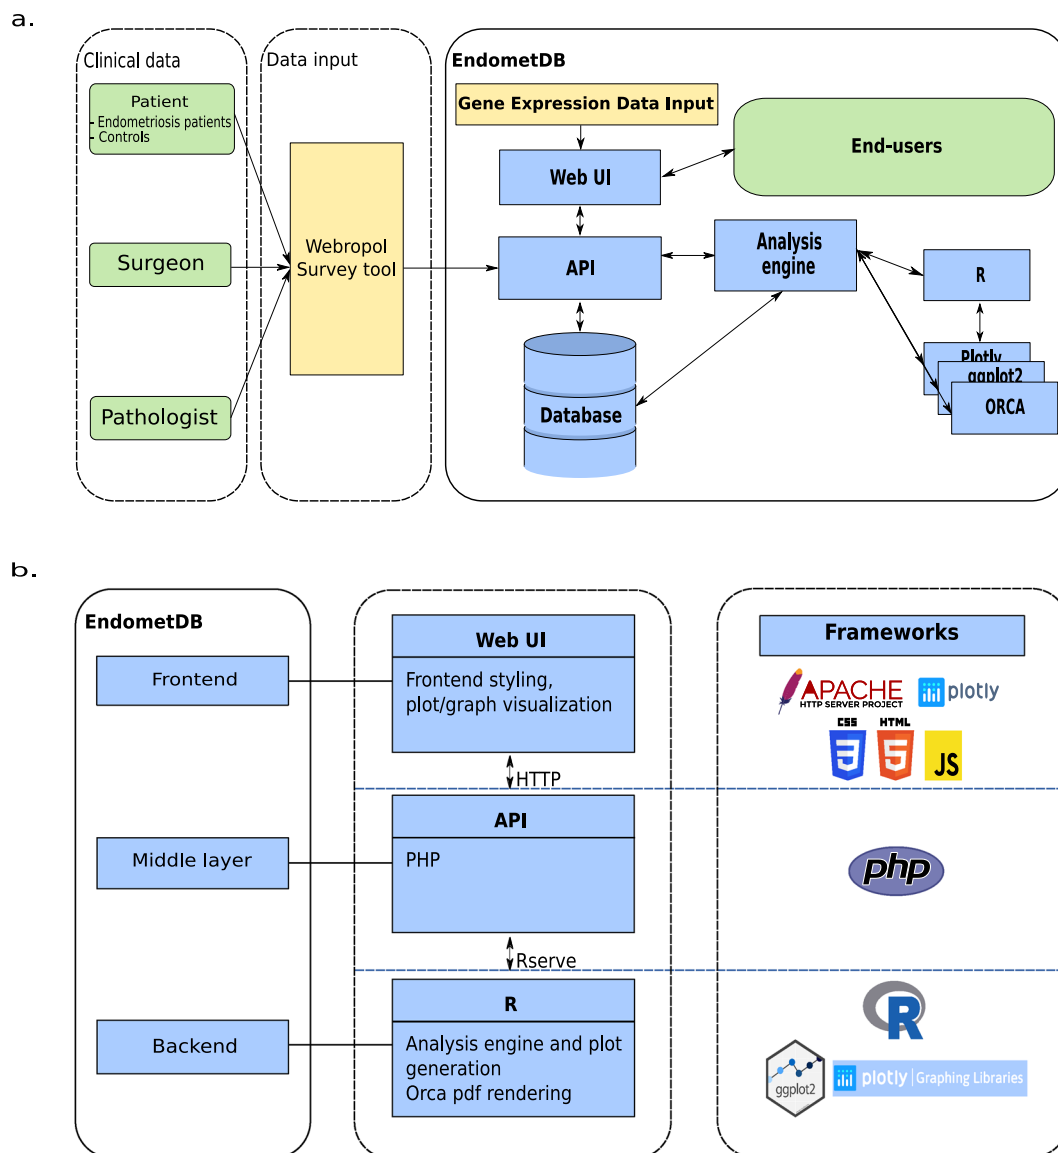 a.
Clinical data
Patient
- Endometriosis patients
- Controls
Surgeon
Pathologist
Data input
Webropol
Survey tool
EndometDB
Gene Expression Data Input
End-users
Web UI
API
Analysis
engine
R
Database
Plotly
ggplot2
ORCA
b.
EndometDB
Frontend
Middle layer
Backend
Web UI
Frontend styling,
plot/graph visualization
HTTP
API
PHP
Rserve
R
Analysis engine and plot
generation
Orca pdf rendering
Frameworks
APACHE
HTTP SERVER PROJECT
plotly
CSS
3
HTML
5
JS
php
R
ggplot2
plotly | Graphing Libraries